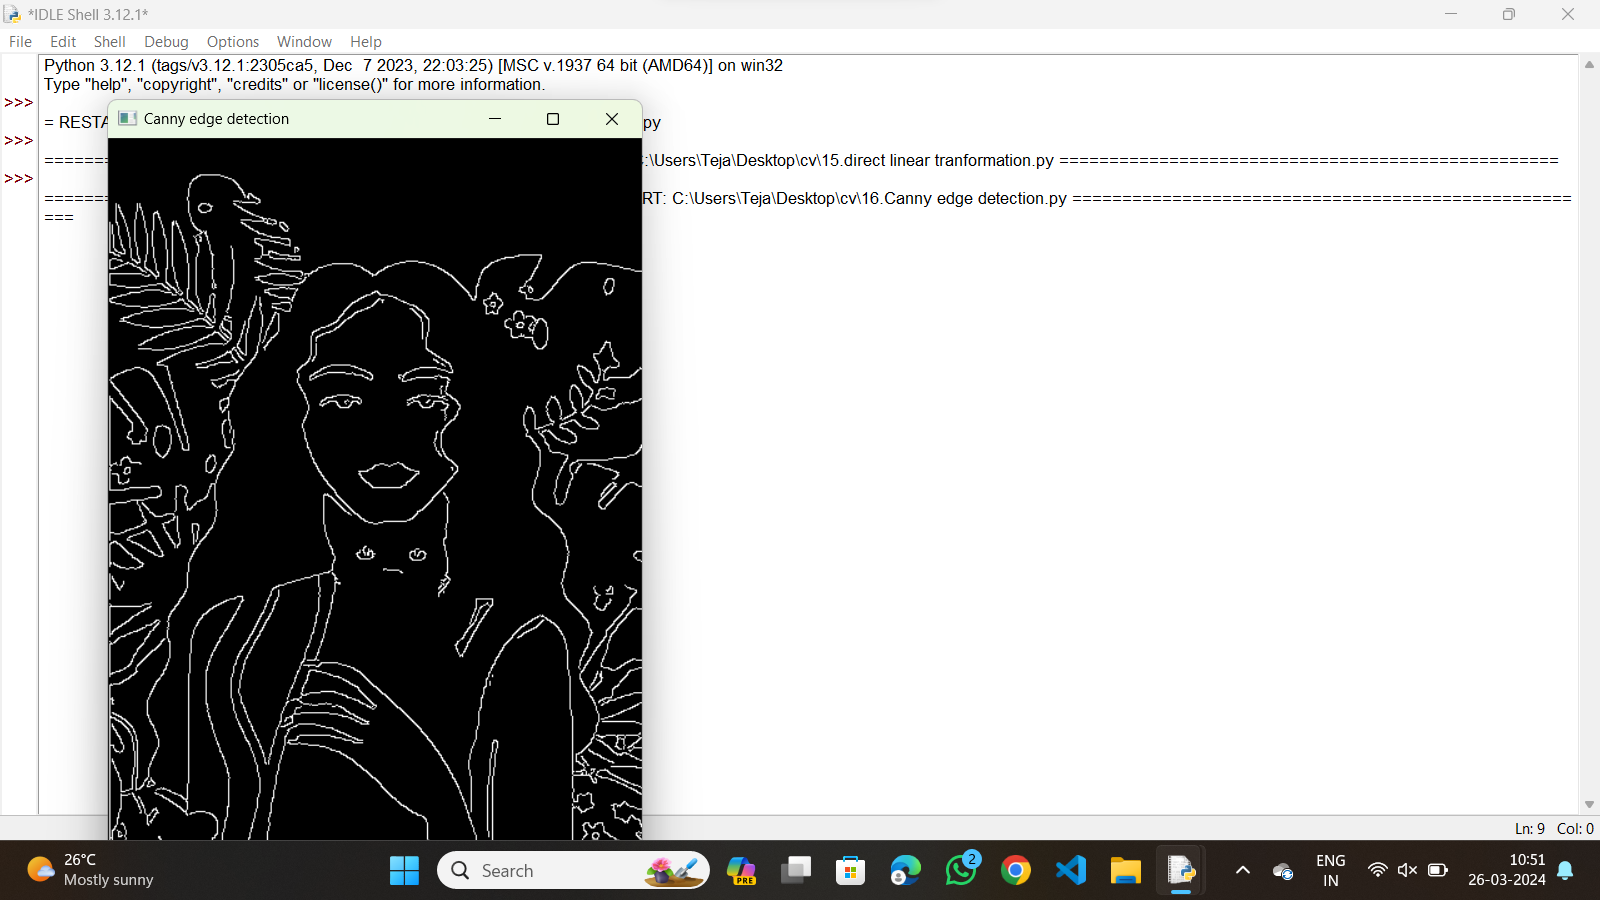 *IDLE Shell 3.12.1*
File Edit Shell Debug Options Window Help
Python 3.12.1 (tags/v3.12.1:2305ca5, Dec  7 2023, 22:03:25) [MSC v.1937 64 bit (AMD64)] on win32
Type "help", "copyright", "credits" or "license()" for more information.
>>>
Canny edge detection
= RESTA
py
>>>
=======
:\Users\Teja\Desktop\cv\15.direct linear tranformation.py ==================================================
>>>
=======
RT: C:\Users\Teja\Desktop\cv\16.Canny edge detection.py ==================================================
===
Ln: 9 Col: 0
26°C
Mostly sunny
Search
PRE
2
ENG
IN
10:51
26-03-2024